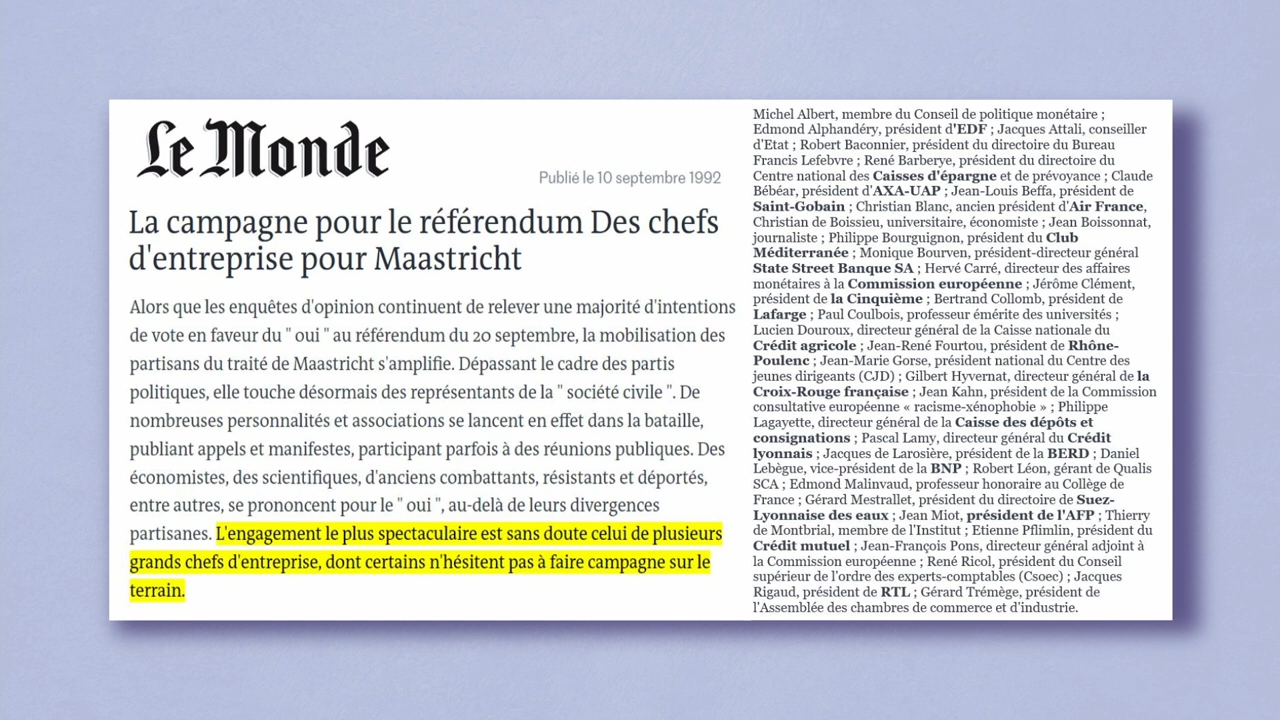 Le Monde
Publié le 10 septembre 1992
La campagne pour le référendum Des chefs
d'entreprise pour Maastricht
Alors que les enquêtes d'opinion continuent de relever une majorité d'intentions
de vote en faveur du " oui " au référendum du 20 septembre, la mobilisation des
partisans du traité de Maastricht s'amplifie. Dépassant le cadre des partis
politiques, elle touche désormais des représentants de la " société civile ". De
nombreuses personnalités et associations se lancent en effet dans la bataille,
publiant appels et manifestes, participant parfois à des réunions publiques. Des
économistes, des scientifiques, d'anciens combattants, résistants et déportés,
entre autres, se prononcent pour le " oui ", au-delà de leurs divergences
partisanes. L'engagement le plus spectaculaire est sans doute celui de plusieurs
grands chefs d'entreprise, dont certains n'hésitent pas à faire campagne sur le
terrain.
Michel Albert, membre du Conseil de politique monétaire ;
Edmond Alphandéry, président d'EDF ; Jacques Attali, conseiller
d'Etat ; Robert Baconnier, président du directoire du Bureau
Francis Lefebvre ; René Barberye, président du directoire du
Centre national des Caisses d'épargne et de prévoyance ; Claude
Bébéar, président d'AXA-UAP ; Jean-Louis Beffa, président de
Saint-Gobain ; Christian Blanc, ancien président d'Air France,
Christian de Boissieu, universitaire, économiste ; Jean Boissonnat,
journaliste ; Philippe Bourguignon, président du Club
Méditerranée ; Monique Bourven, président-directeur général
State Street Banque SA ; Hervé Carré, directeur des affaires
monétaires à la Commission européenne ; Jérôme Clément,
président de la Cinquième ; Bertrand Collomb, président de
Lafarge ; Paul Coulbois, professeur émérite des universités ;
Lucien Douroux, directeur général de la Caisse nationale du
Crédit agricole ; Jean-René Fourtou, président de Rhône-
Poulenc ; Jean-Marie Gorse, président national du Centre des
jeunes dirigeants (CJD) ; Gilbert Hyvernat, directeur général de la
Croix-Rouge française ; Jean Kahn, président de la Commission
consultative européenne « racisme-xénophobie » ; Philippe
Lagayette, directeur général de la Caisse des dépôts et
consignations ; Pascal Lamy, directeur général du Crédit
lyonnais ; Jacques de Larosière, président de la BERD ; Daniel
Lebègue, vice-président de la BNP ; Robert Léon, gérant de Qualis
SCA ; Edmond Malinvaud, professeur honoraire au Collège de
France ; Gérard Mestrallet, président du directoire de Suez-
Lyonnaise des eaux ; Jean Miot, président de l'AFP ; Thierry
de Montbrial, membre de l'Institut ; Etienne Pflimlin, président du
Crédit mutuel ; Jean-François Pons, directeur général adjoint à
la Commission européenne ; René Ricol, président du Conseil
supérieur de l'ordre des experts-comptables (Csoec) ; Jacques
Rigaud, président de RTL ; Gérard Trémège, président de
l'Assemblée des chambres de commerce et d'industrie.